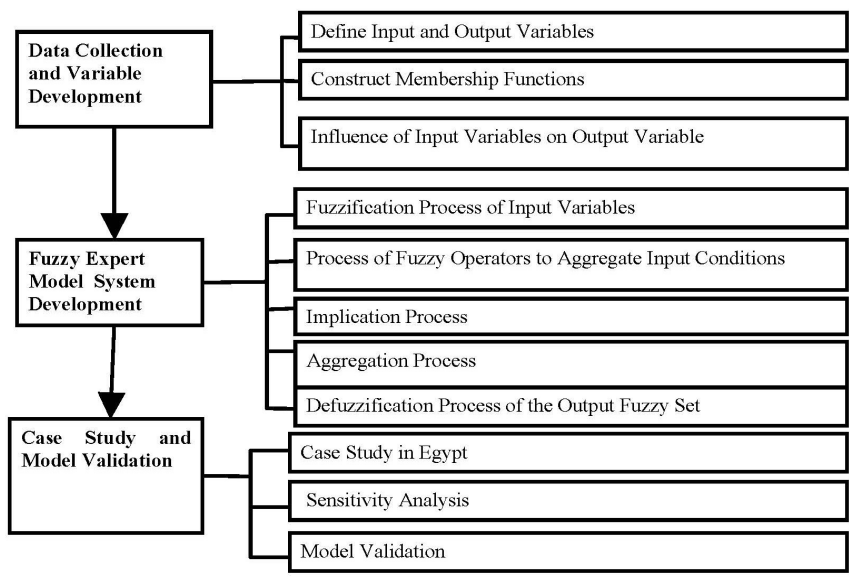 Data Collection
and Variable
Development
Define Input and Output Variables
Construct Membership Functions
Influence of Input Variables on Output Variable
Fuzzy Expert
Model System
Development
Fuzzification Process of Input Variables
Process of Fuzzy Operators to Aggregate Input Conditions
Implication Process
Aggregation Process
Defuzzification Process of the Output Fuzzy Set
Case Study and
Model Validation
Case Study in Egypt
Sensitivity Analysis
Model Validation